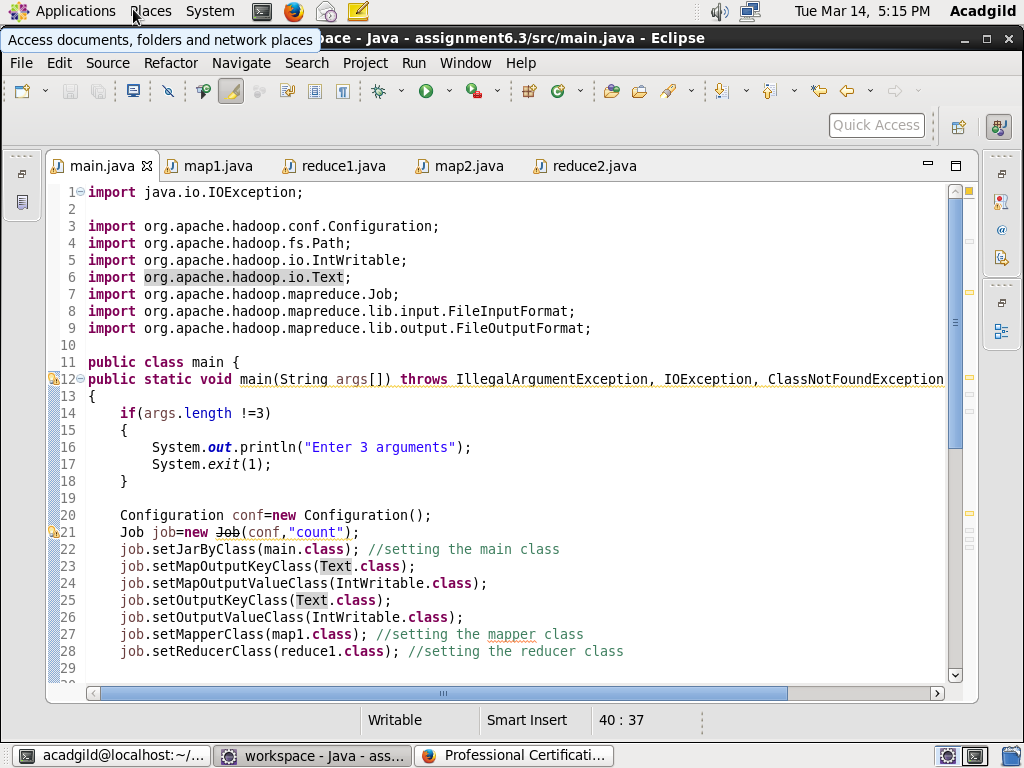 Applications Places System Tue Mar 14, 5:15 PM Acadgild
Access documents, folders and network places
pace - Java - assignment6.3/src/main.java - Eclipse
File Edit Source Refactor Navigate Search Project Run Window Help
Quick Access
main.java map1.java reduce1.java map2.java reduce2.java
1 import java.io.IOException;
2
3 import org.apache.hadoop.conf.Configuration;
4 import org.apache.hadoop.fs.Path;
5 import org.apache.hadoop.io.IntWritable;
6 import org.apache.hadoop.io.Text;
7 import org.apache.hadoop.mapreduce.Job;
8 import org.apache.hadoop.mapreduce.lib.input.FileInputFormat;
9 import org.apache.hadoop.mapreduce.lib.output.FileOutputFormat;
10
11 public class main {
12 public static void main(String args[]) throws IllegalArgumentException, IOException, ClassNotFoundException
13 {
14 if(args.length !=3)
15 {
16 System.out.println("Enter 3 arguments");
17 System.exit(1);
18 }
19
20 Configuration conf=new Configuration();
21 Job job=new Job(conf,"count");
22 job.setJarByClass(main.class); //setting the main class
23 job.setMapOutputKeyClass(Text.class);
24 job.setMapOutputValueClass(IntWritable.class);
25 job.setOutputKeyClass(Text.class);
26 job.setOutputValueClass(IntWritable.class);
27 job.setMapperClass(map1.class); //setting the mapper class
28 job.setReducerClass(reduce1.class); //setting the reducer class
29
Writable Smart Insert 40 : 37
acadgild@localhost:~/... workspace - Java - ass... Professional Certificati...